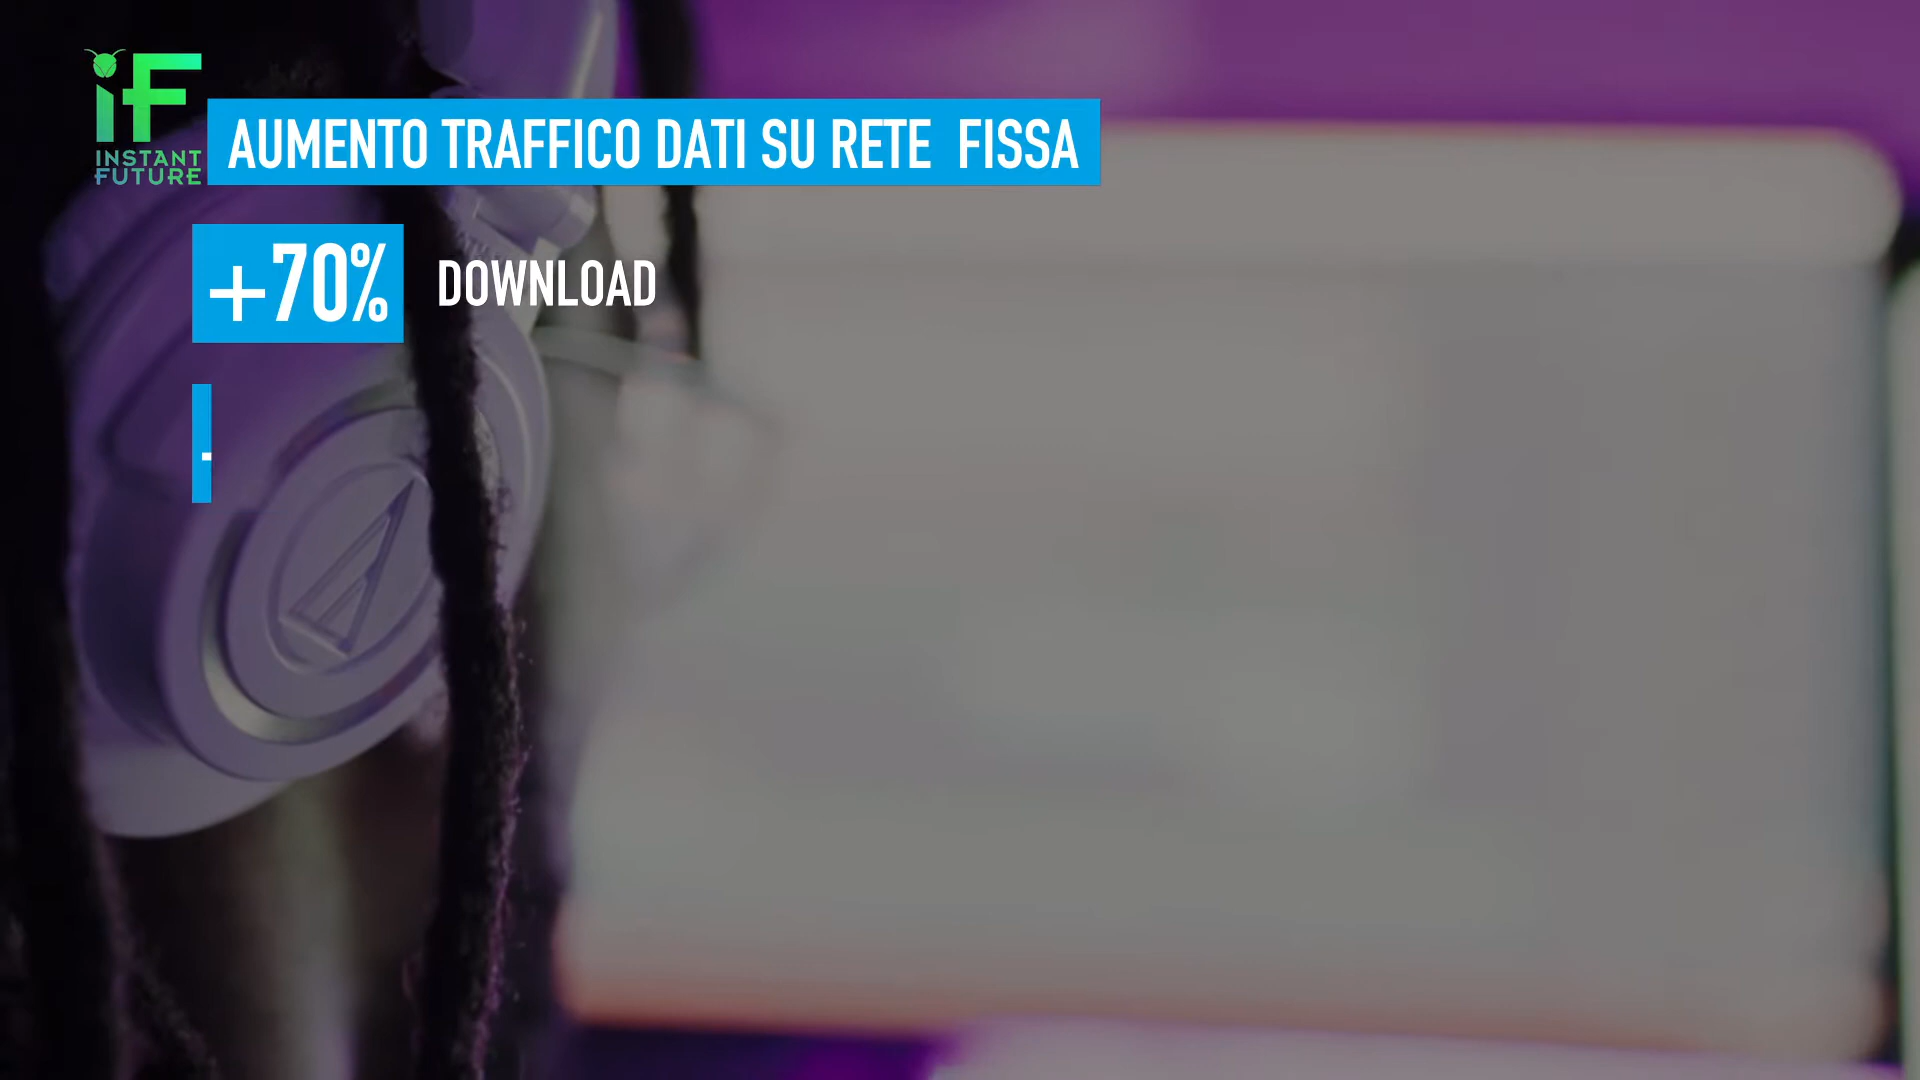 iF
INSTANT
FUTURE
AUMENTO TRAFFICO DATI SU RETE  FISSA
+70% DOWNLOAD